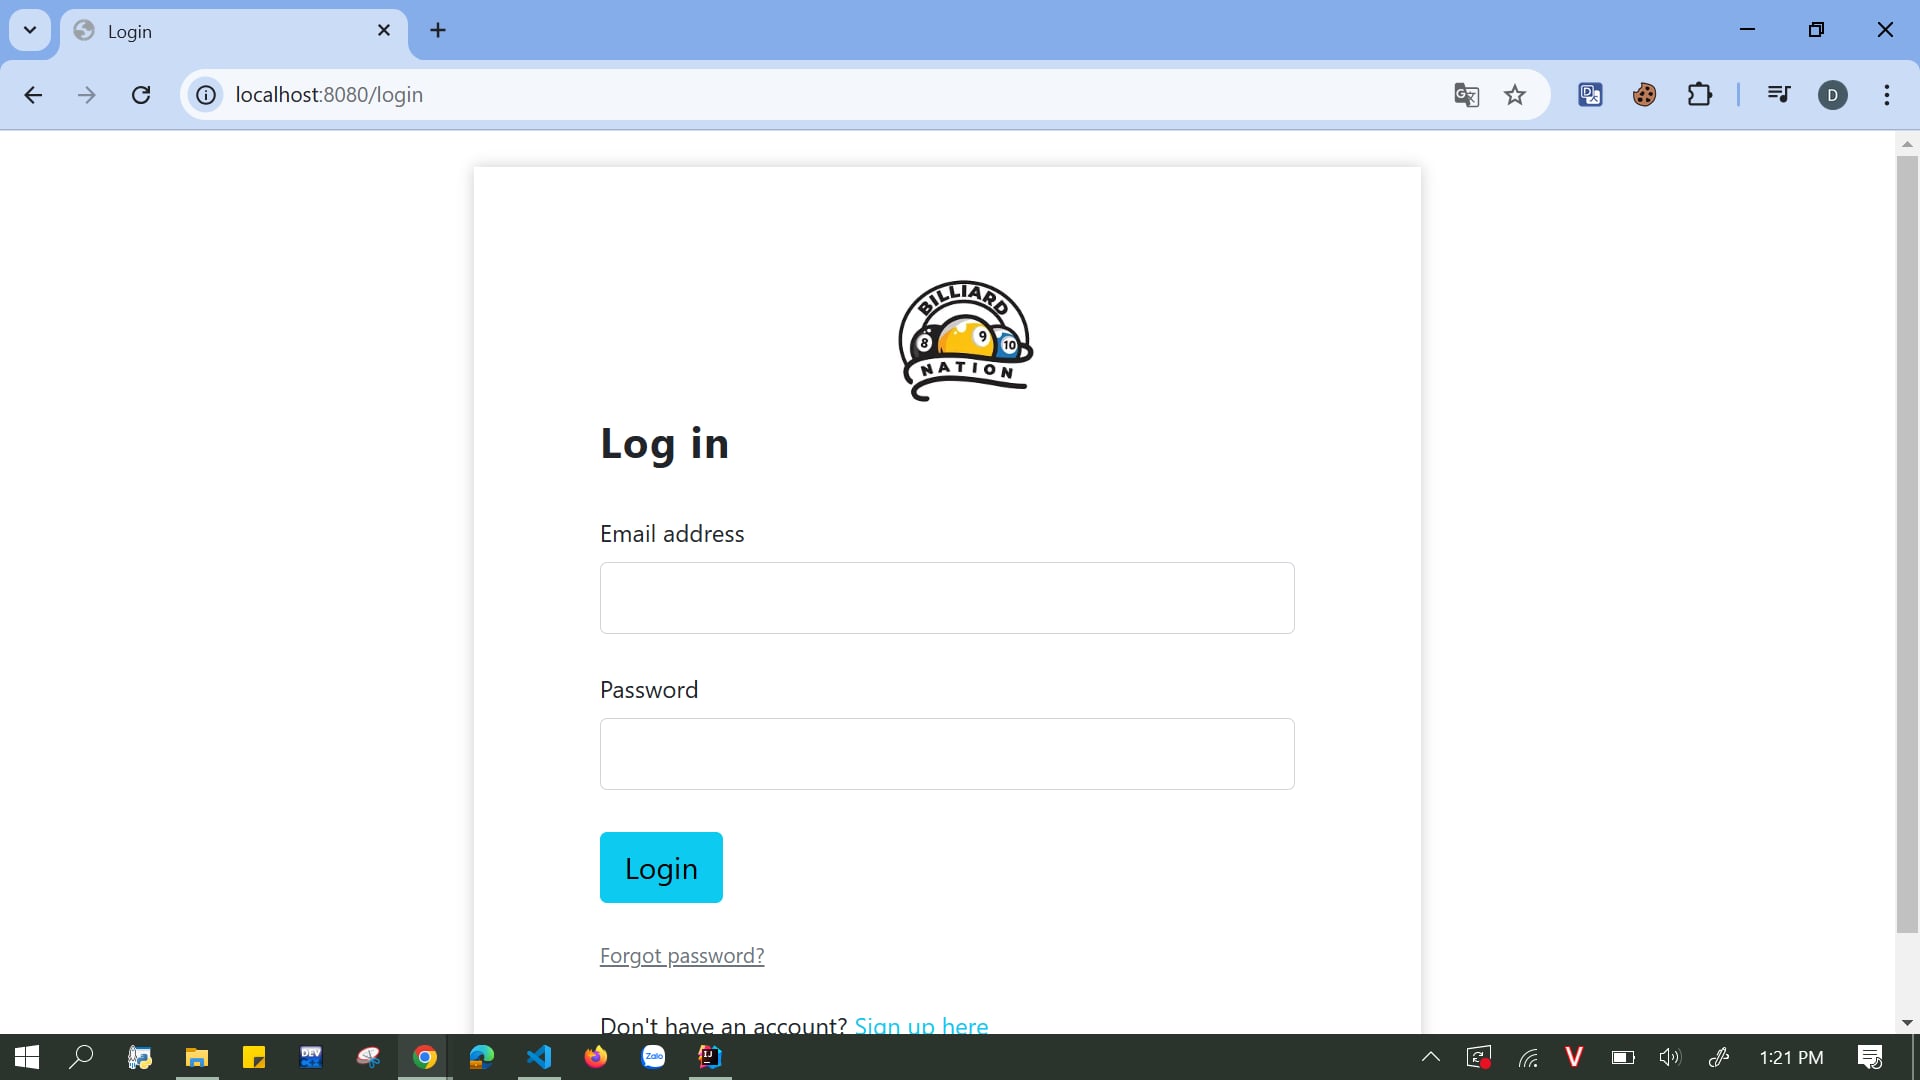 Login
localhost:8080/login
D
BILLIARD
8 9 10
NATION
Log in
Email address
Password
Login
Forgot password?
Don't have an account? Sign up here
DEV
Zalo
IJ
V
1:21 PM